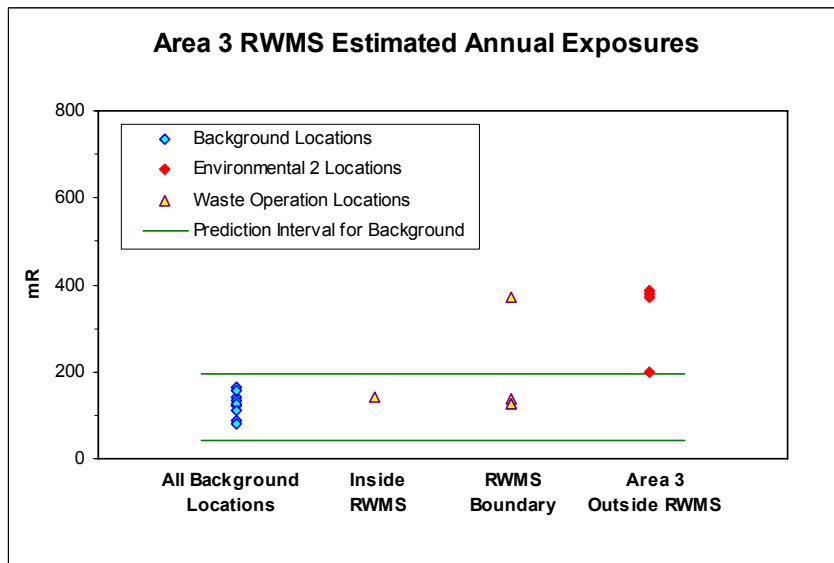 Area 3 RWMS Estimated Annual Exposures
800
600
400
200
0
mR
Background Locations
Environmental 2 Locations
Waste Operation Locations
Prediction Interval for Background
All Background
Locations
Inside
RWMS
RWMS
Boundary
Area 3
Outside RWMS